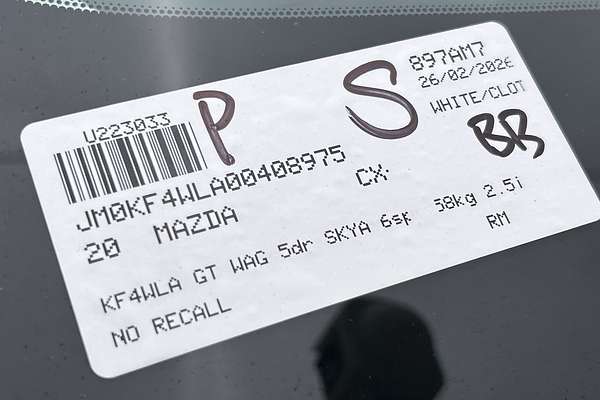 U223033 P S 897AM7
26/02/2026
JM0KF4WLA00408975 WHITE/CLOT
BR
20 MAZDA CX-
KF4WLA GT WAG 5dr SKYA 6sp 58kg 2.5i
NO RECALL RM